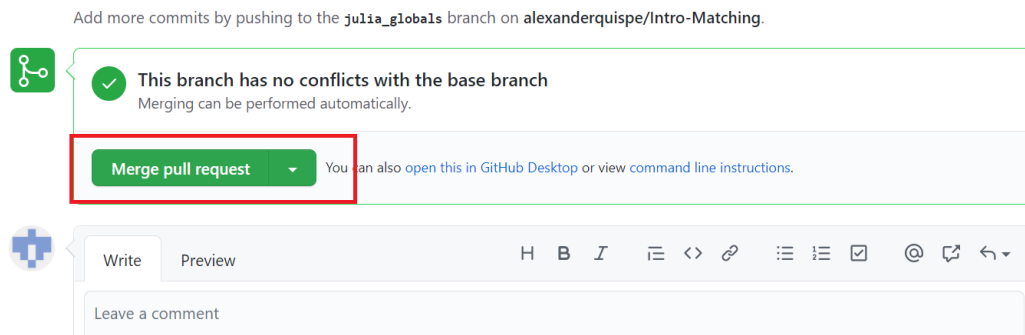 Add more commits by pushing to the julia_globals branch on alexanderquispe/Intro-Matching.
This branch has no conflicts with the base branch
Merging can be performed automatically.
Merge pull request
You can also open this in GitHub Desktop or view command line instructions.
Write Preview
Leave a comment